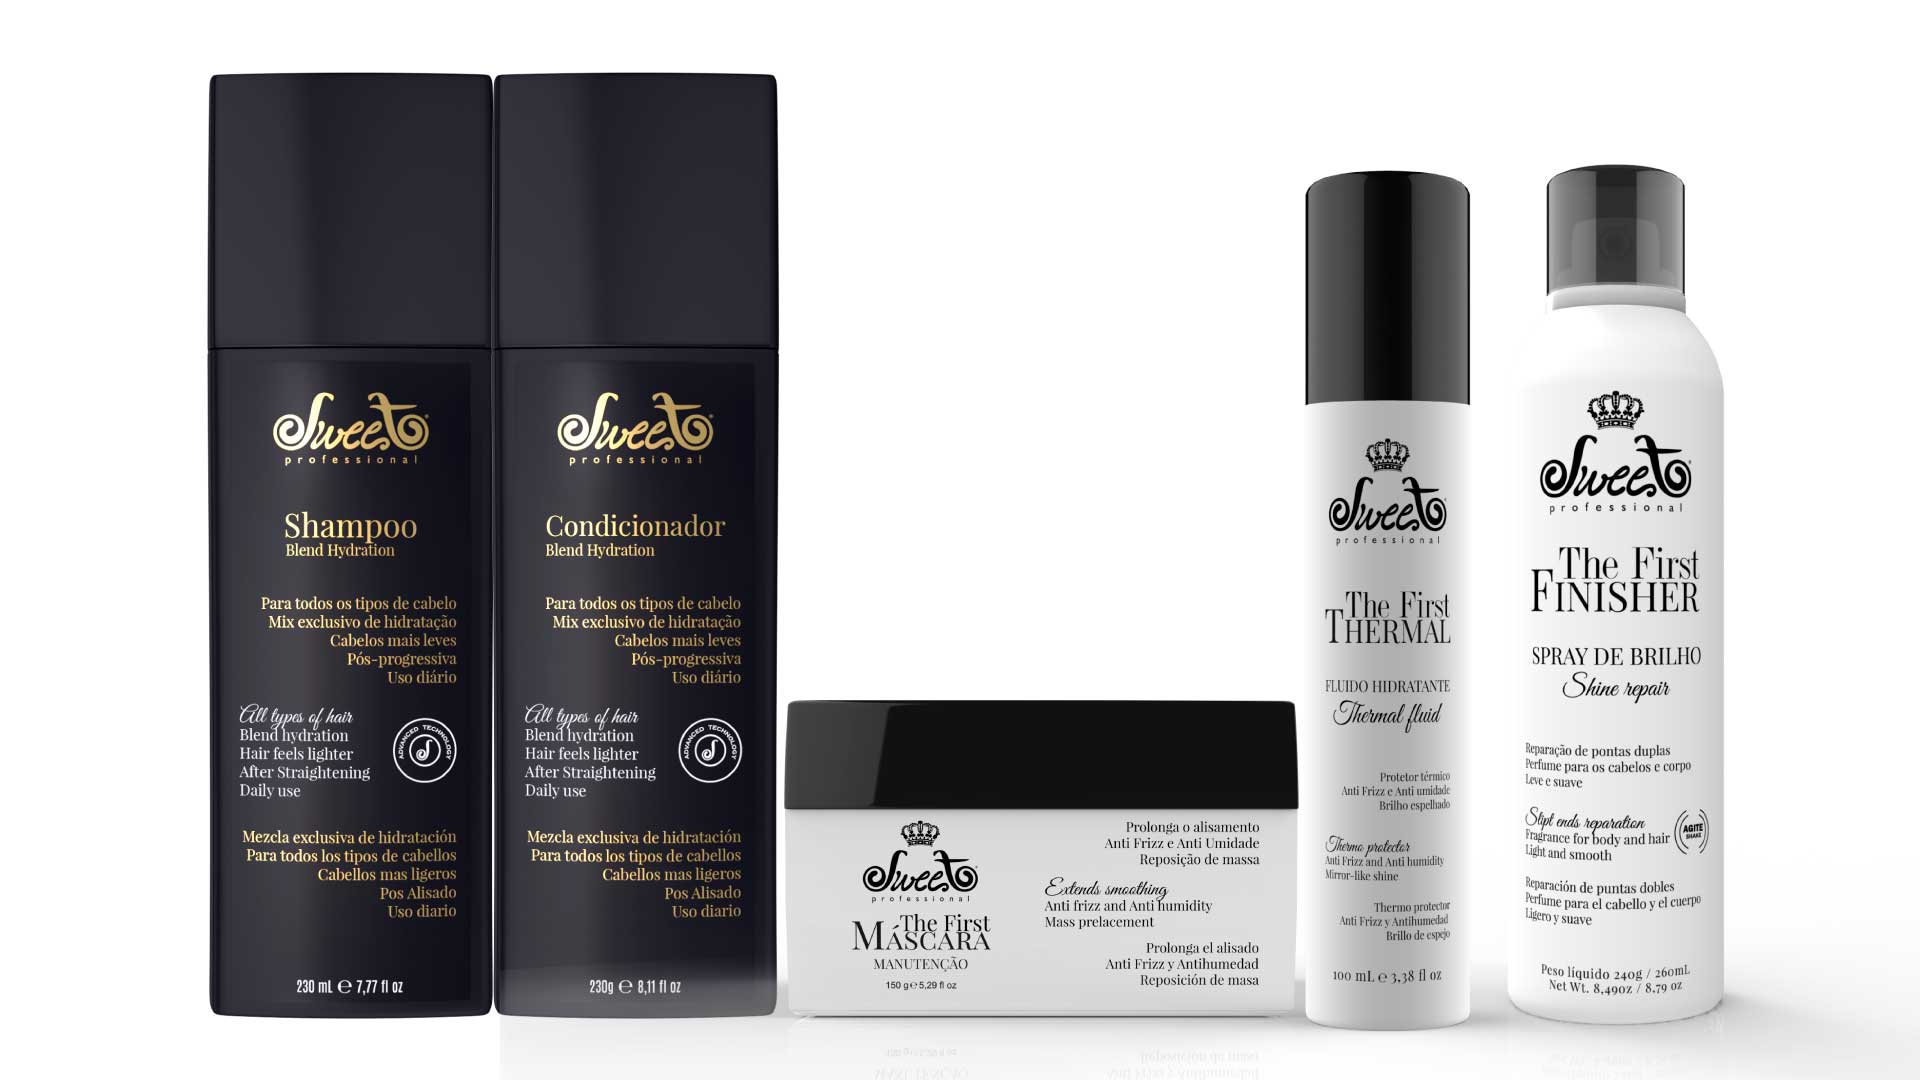 Sweet®
professional
Shampoo
Blend Hydration
Para todos os tipos de cabelo
Mix exclusivo de hidratação
Cabelos mais leves
Pós-progressiva
Uso diário
All types of hair
Blend hydration
Hair feels lighter
After Straightening
Daily use
ADVANCED TECHNOLOGY
Mezcla exclusiva de hidratación
Para todos los tipos de cabellos
Cabellos mas ligeros
Pos Alisado
Uso diario
230 mL ℮ 7,77 fl oz
Sweet®
professional
Condicionador
Blend Hydration
Para todos os tipos de cabelo
Mix exclusivo de hidratação
Cabelos mais leves
Pós-progressiva
Uso diário
All types of hair
Blend hydration
Hair feels lighter
After Straightening
Daily use
ADVANCED TECHNOLOGY
Mezcla exclusiva de hidratación
Para todos los tipos de cabellos
Cabellos mas ligeros
Pos Alisado
Uso diario
230g ℮ 8,11 fl oz
Sweet
professional
The First
MÁSCARA
MANUTENÇÃO
150 g ℮ 5,29 fl oz
Prolonga o alisamento
Anti Frizz e Anti Umidade
Reposição de massa
Extends smoothing
Anti frizz and Anti humidity
Mass prelacement
Prolonga el alisado
Anti Frizz y Antihumedad
Reposición de masa
Sweet®
professional
The First
THERMAL
FLUIDO HIDRATANTE
Thermal fluid
Protetor térmico
Anti Frizz e Anti umidade
Brilho espelhado
Thermo protector
Anti Frizz and Anti humidity
Mirror-like shine
Thermo protector
Anti Frizz y Antihumedad
Brillo de espejo
100 mL ℮ 3,38 fl oz
Sweet®
professional
The First
FINISHER
SPRAY DE BRILHO
Shine repair
Reparação de pontas duplas
Perfume para os cabelos e corpo
Leve e suave
Slipt ends reparation
Fragrance for body and hair
Light and smooth
AGITE
SHAKE
Reparación de puntas dobles
Perfume para el cabello y el cuerpo
Ligero y suave
Peso líquido 240g / 260mL
Net Wt. 8,49oz / 8,79 oz